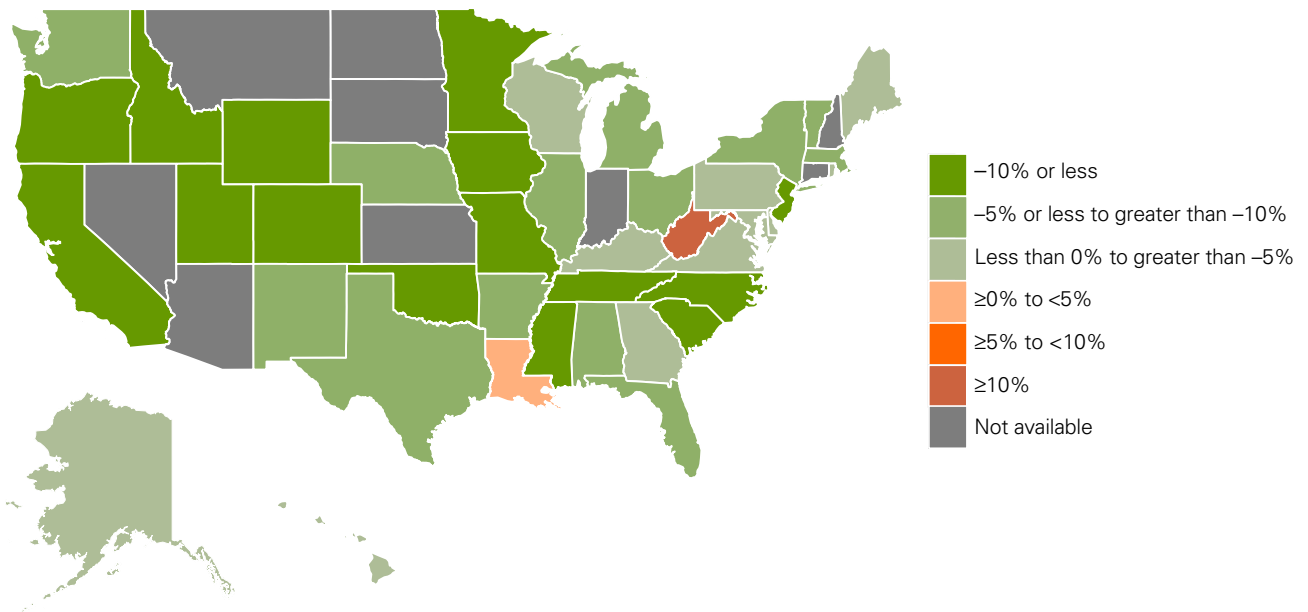 –10% or less
–5% or less to greater than –10%
Less than 0% to greater than –5%
≥0% to <5%
≥5% to <10%
≥10%
Not available